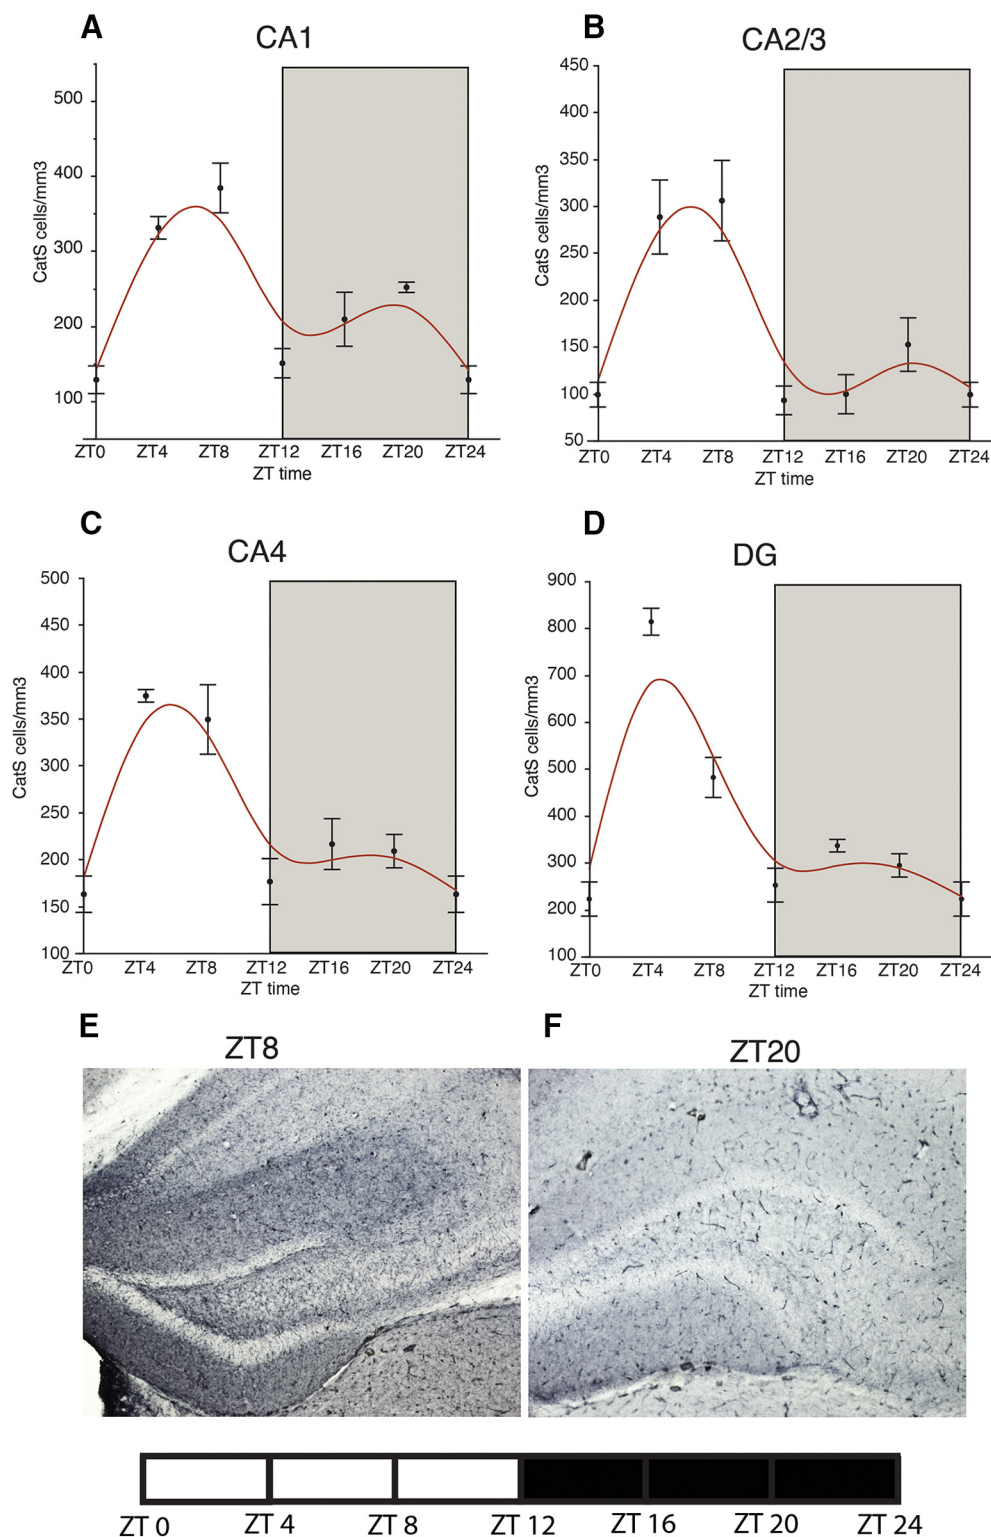 A
CA1
CatS cells/mm3
500
400
300
200
100
ZT0 ZT4 ZT8 ZT12 ZT16 ZT20 ZT24
ZT time
B
CA2/3
CatS cells/mm3
450
400
350
300
250
200
150
100
50
ZT0 ZT4 ZT8 ZT12 ZT16 ZT20 ZT24
ZT time
C
CA4
CatS cells/mm3
500
450
400
350
300
250
200
150
100
ZT0 ZT4 ZT8 ZT12 ZT16 ZT20 ZT24
ZT time
D
DG
CatS cells/mm3
900
800
700
600
500
400
300
200
100
ZT0 ZT4 ZT8 ZT12 ZT16 ZT20 ZT24
ZT time
E
ZT8
F
ZT20
ZT 0 ZT 4 ZT 8 ZT 12 ZT 16 ZT 20 ZT 24